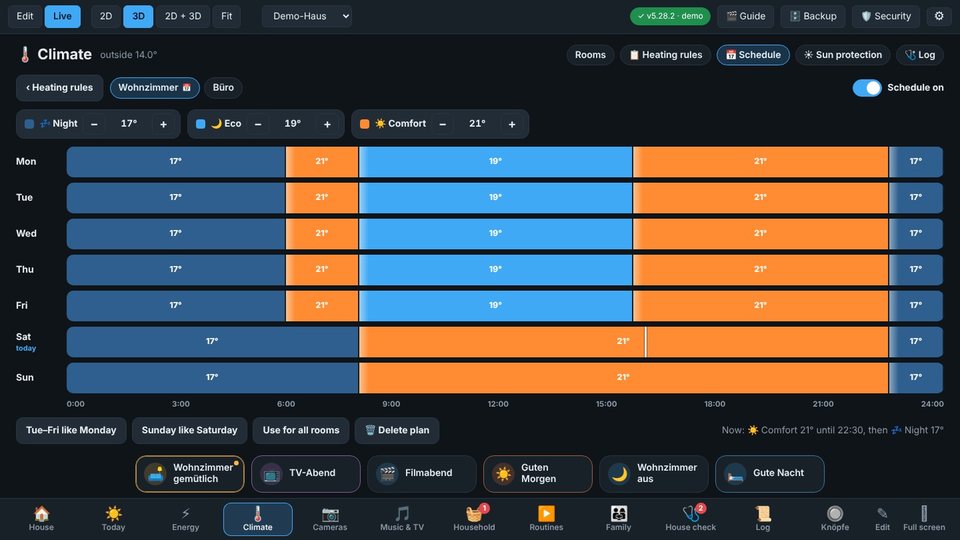 Edit Live 2D 3D 2D + 3D Fit Demo-Haus ✓ v5.28.2 · demo Guide Backup Security
Climate outside 14.0° Rooms Heating rules Schedule Sun protection Log
‹ Heating rules Wohnzimmer Büro Schedule on
Night − 17° + Eco − 19° + Comfort − 21° +
Mon 17° 21° 19° 21° 17°
Tue 17° 21° 19° 21° 17°
Wed 17° 21° 19° 21° 17°
Thu 17° 21° 19° 21° 17°
Fri 17° 21° 19° 21° 17°
Sat 17° 21° 17°
today
Sun 17° 21° 17°
0:00 3:00 6:00 9:00 12:00 15:00 18:00 21:00 24:00
Tue–Fri like Monday Sunday like Saturday Use for all rooms Delete plan Now: Comfort 21° until 22:30, then Night 17°
Wohnzimmer
gemütlich
TV-Abend
Filmabend
Guten
Morgen
Wohnzimmer
aus
Gute Nacht
House Today Energy Climate Cameras Music & TV 1 Household Routines Family 2 House check Log Knöpfe Edit Full screen